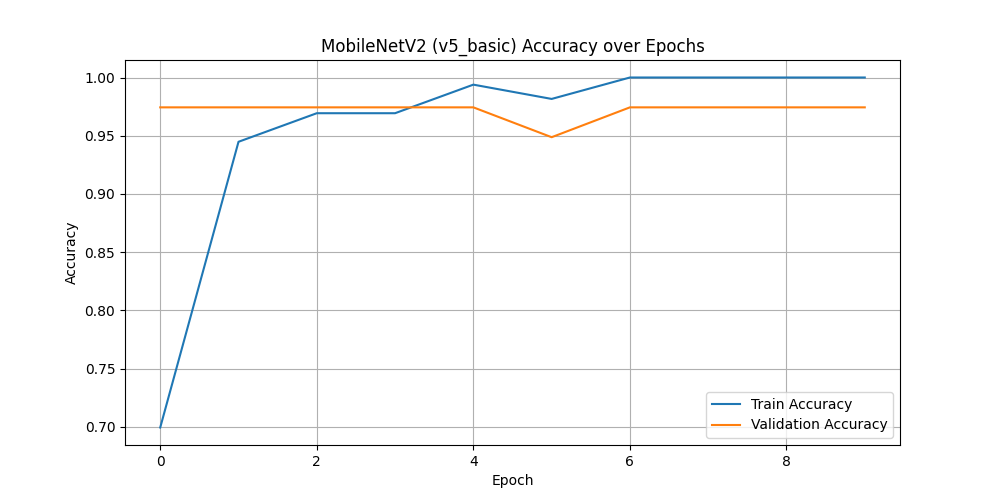 MobileNetV2 (v5_basic) Accuracy over Epochs
Accuracy
1.00
0.95
0.90
0.85
0.80
0.75
0.70
0 2 4 6 8
Epoch
Train Accuracy
Validation Accuracy